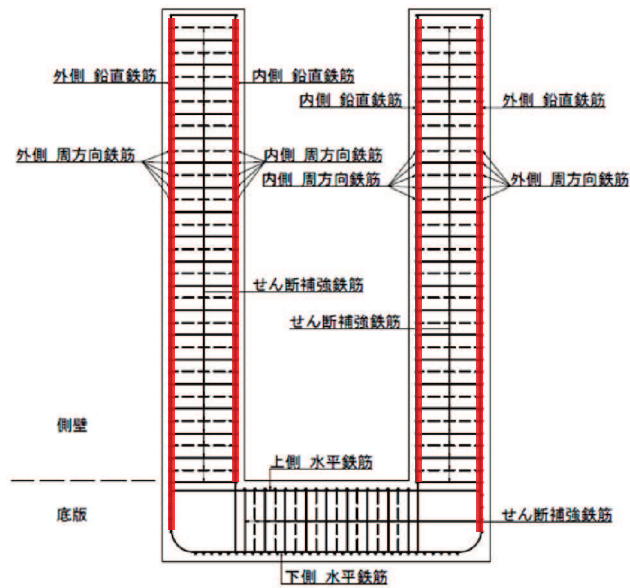 外側 鉛直鉄筋
内側 鉛直鉄筋
内側 鉛直鉄筋
外側 鉛直鉄筋
外側 周方向鉄筋
内側 周方向鉄筋
内側 周方向鉄筋
外側 周方向鉄筋
せん断補強鉄筋
せん断補強鉄筋
側壁
上側 水平鉄筋
底版
せん断補強鉄筋
下側 水平鉄筋